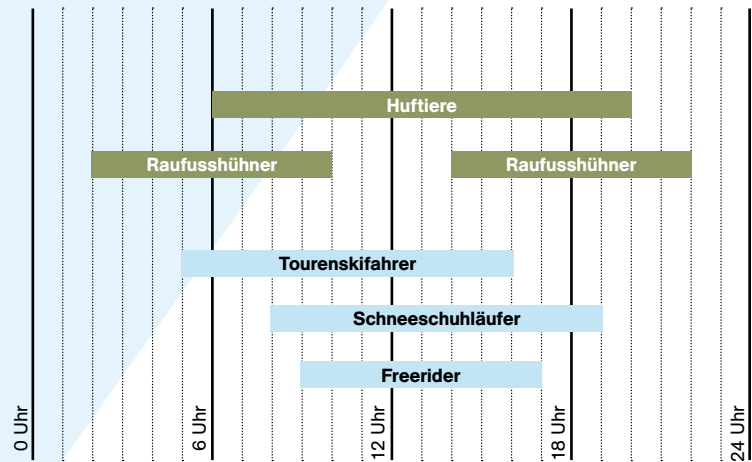 Huftiere
Raufusshühner
Raufusshühner
Tourenskifahrer
Schneeschuhläufer
Freerider
0 Uhr
6 Uhr
12 Uhr
18 Uhr
24 Uhr